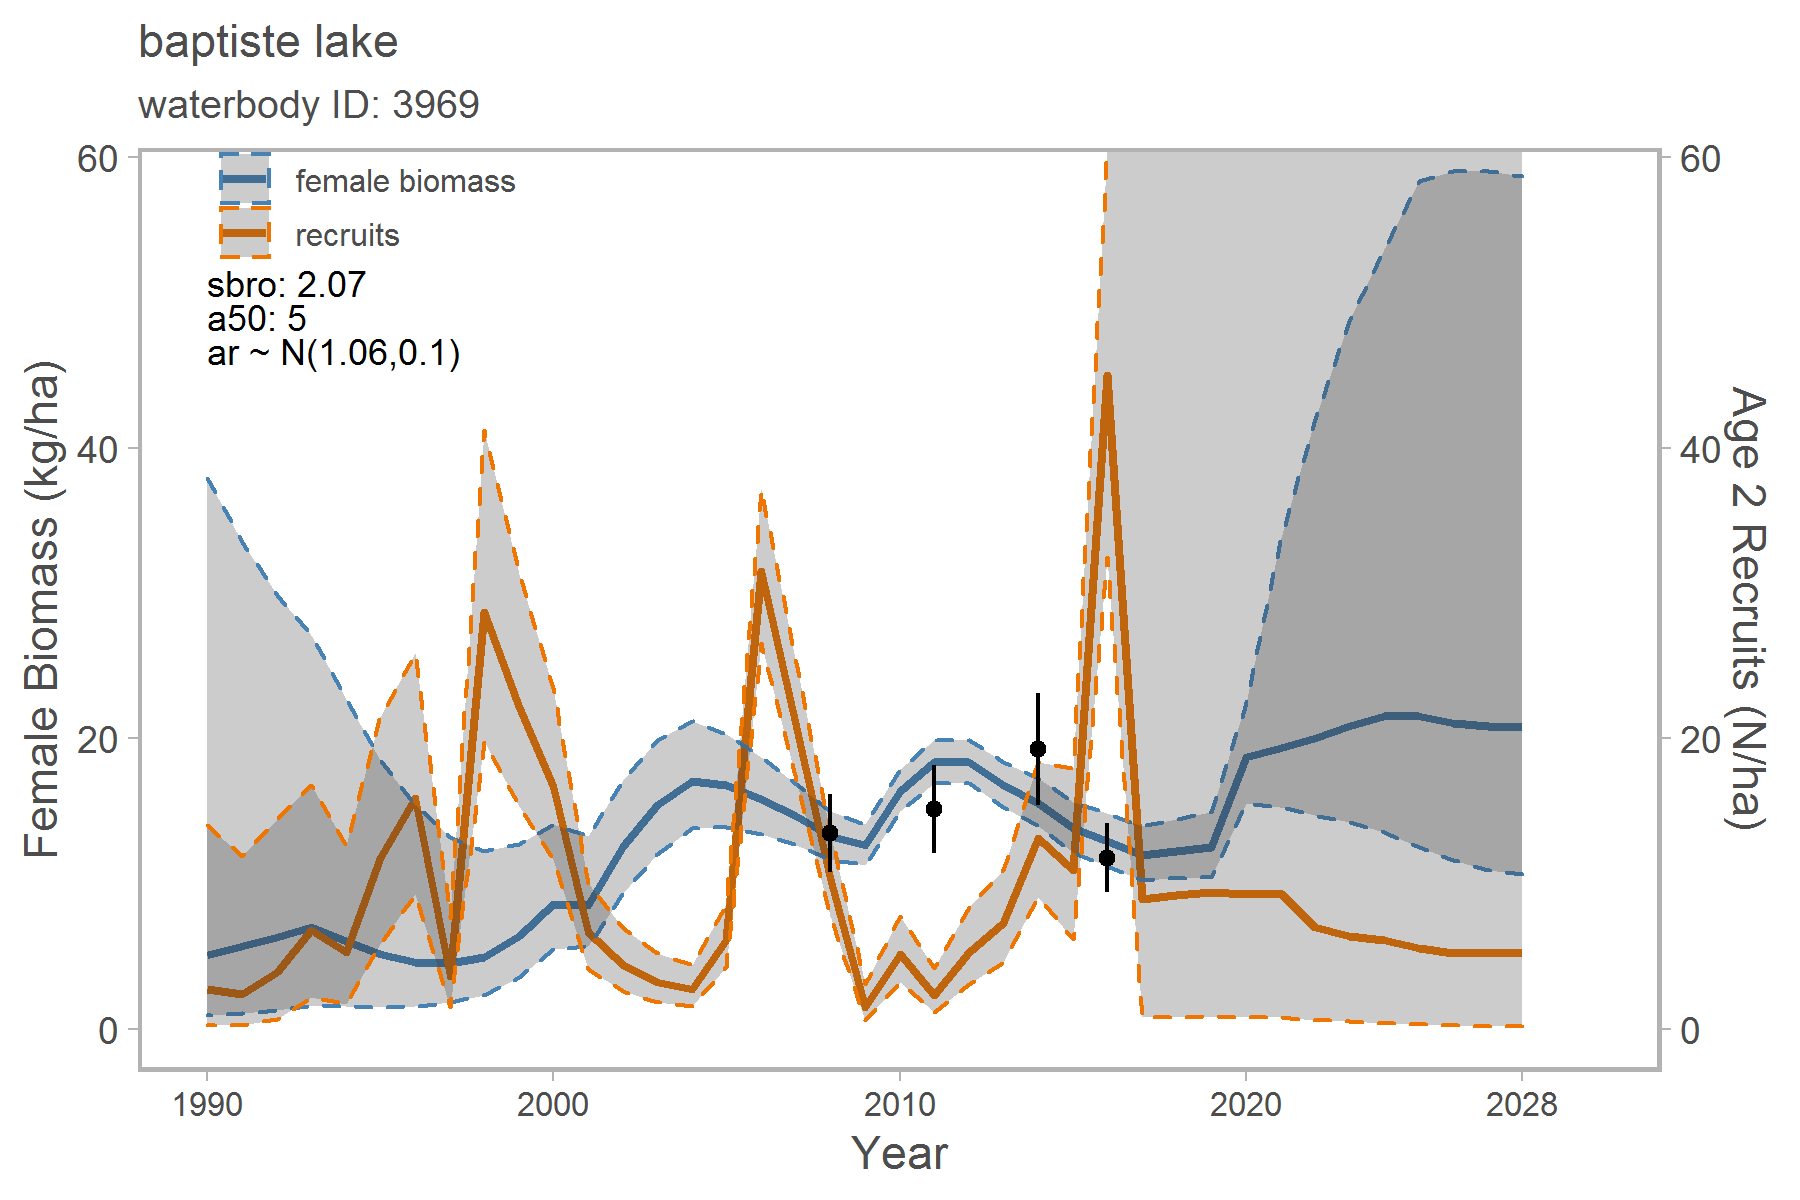 baptiste lake
waterbody ID: 3969
female biomass
recruits
sbro: 2.07
a50: 5
ar ~ N(1.06,0.1)
Female Biomass (kg/ha)
60
40
20
0
60
40
20
0
Age 2 Recruits (N/ha)
1990 2000 2010 2020 2028
Year